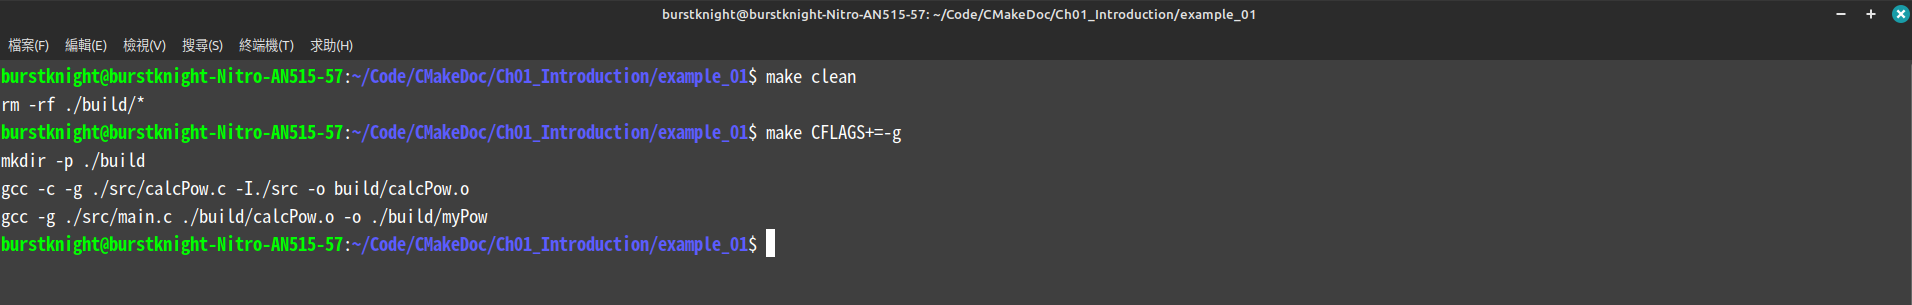 burstknight@burstknight-Nitro-AN515-57: ~/Code/CMakeDoc/Ch01_Introduction/example_01
檔案(F) 編輯(E) 檢視(V) 搜尋(S) 終端機(T) 求助(H)
burstknight@burstknight-Nitro-AN515-57:~/Code/CMakeDoc/Ch01_Introduction/example_01$ make clean
rm -rf ./build/*
burstknight@burstknight-Nitro-AN515-57:~/Code/CMakeDoc/Ch01_Introduction/example_01$ make CFLAGS+=-g
mkdir -p ./build
gcc -c -g ./src/calcPow.c -I./src -o build/calcPow.o
gcc -g ./src/main.c ./build/calcPow.o -o ./build/myPow
burstknight@burstknight-Nitro-AN515-57:~/Code/CMakeDoc/Ch01_Introduction/example_01$